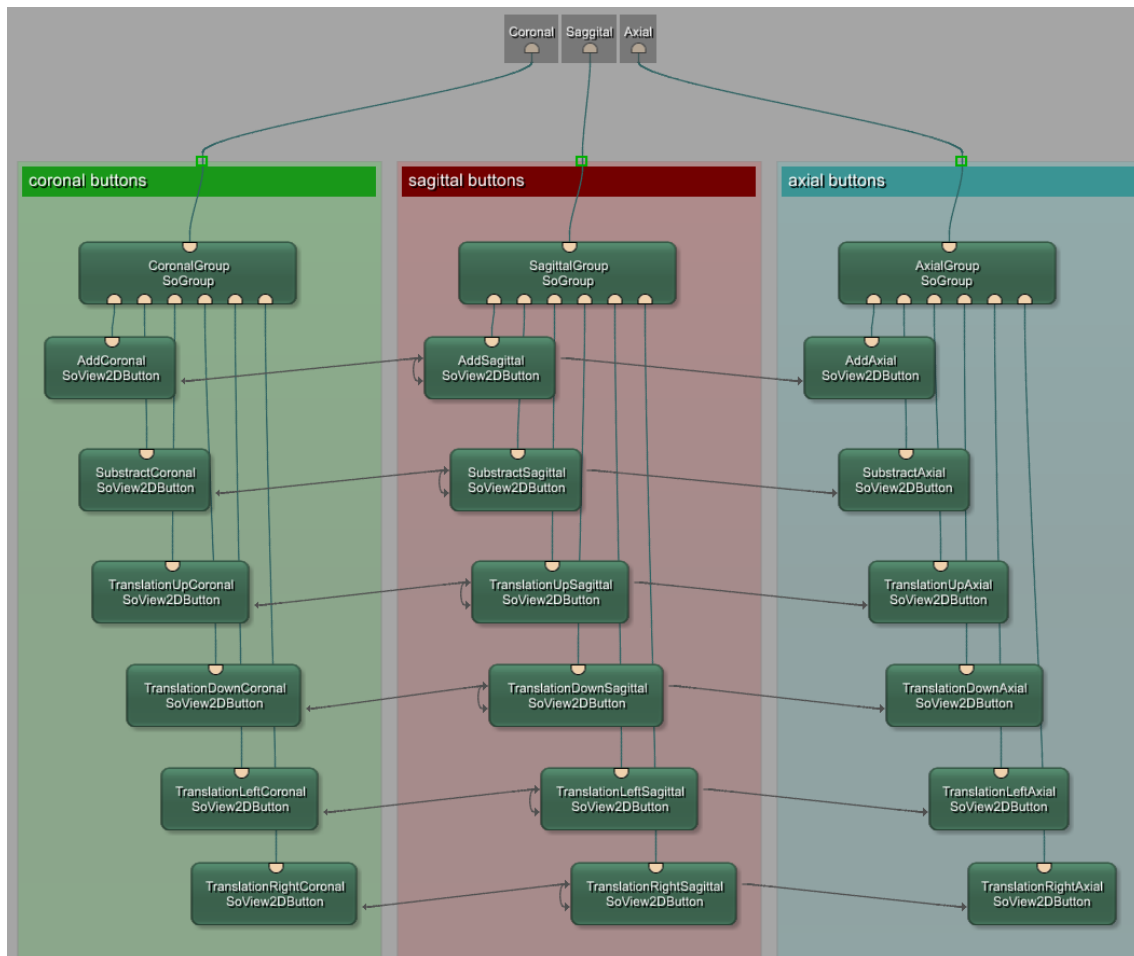 Coronal
Saggital
Axial
coronal buttons
sagittal buttons
axial buttons
CoronalGroup
SoGroup
SagittalGroup
SoGroup
AxialGroup
SoGroup
AddCoronal
SoView2DButton
AddSagittal
SoView2DButton
AddAxial
SoView2DButton
SubstractCoronal
SoView2DButton
SubstractSagittal
SoView2DButton
SubstractAxial
SoView2DButton
TranslationUpCoronal
SoView2DButton
TranslationUpSagittal
SoView2DButton
TranslationUpAxial
SoView2DButton
TranslationDownCoronal
SoView2DButton
TranslationDownSagittal
SoView2DButton
TranslationDownAxial
SoView2DButton
TranslationLeftCoronal
SoView2DButton
TranslationLeftSagittal
SoView2DButton
TranslationLeftAxial
SoView2DButton
TranslationRightCoronal
SoView2DButton
TranslationRightSagittal
SoView2DButton
TranslationRightAxial
SoView2DButton